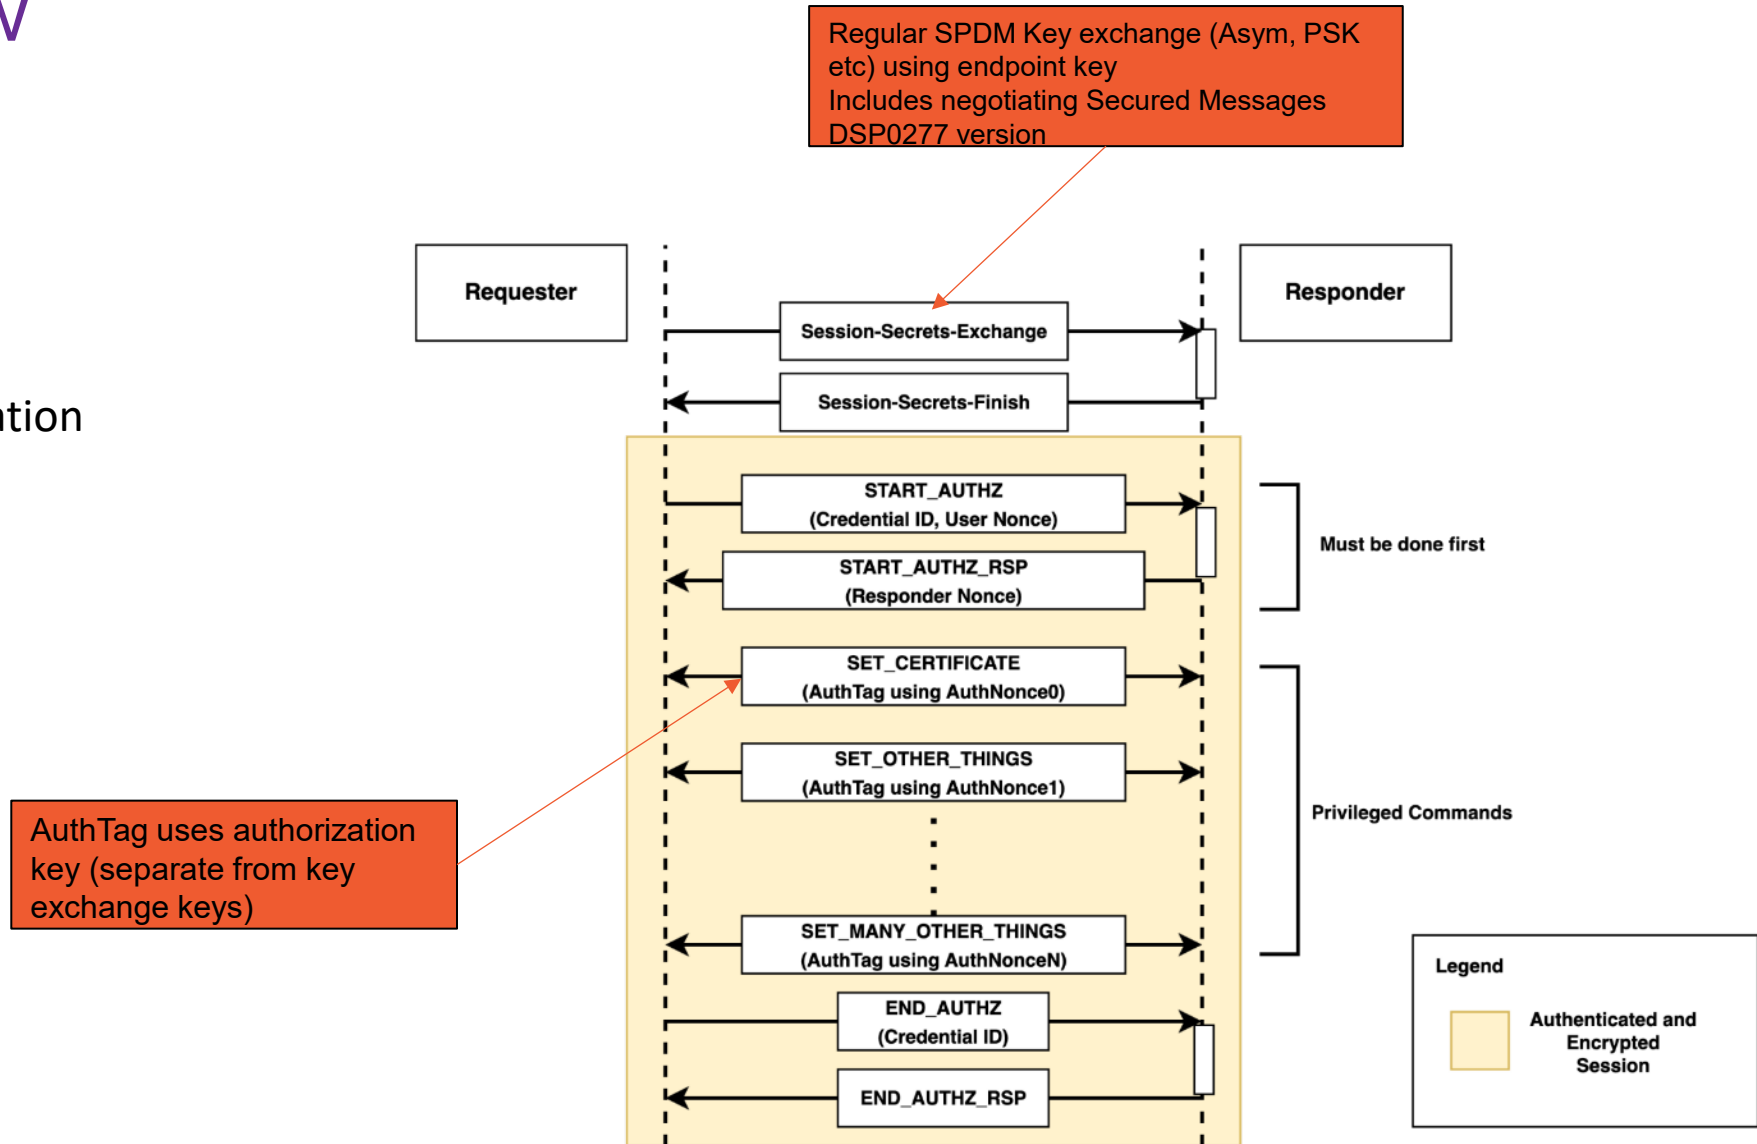 Regular SPDM Key exchange (Asym, PSK
etc) using endpoint key
Includes negotiating Secured Messages
DSP0277 version
Requester
Responder
Session-Secrets-Exchange
Session-Secrets-Finish
START_AUTHZ
(Credential ID, User Nonce)
Must be done first
START_AUTHZ_RSP
(Responder Nonce)
SET_CERTIFICATE
(AuthTag using AuthNonce0)
SET_OTHER_THINGS
(AuthTag using AuthNonce1)
Privileged Commands
AuthTag uses authorization
key (separate from key
exchange keys)
SET_MANY_OTHER_THINGS
(AuthTag using AuthNonceN)
END_AUTHZ
(Credential ID)
END_AUTHZ_RSP
Legend
Authenticated and
Encrypted
Session